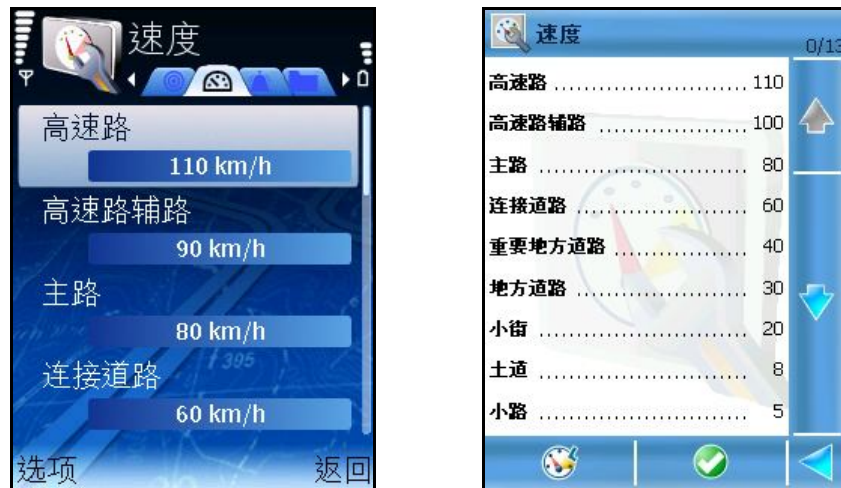 速度
高速路
110 km/h
高速路辅路
90 km/h
主路
80 km/h
连接道路
60 km/h
选项 返回
速度
0/13
高速路 ........................ 110
高速路辅路 ................... 100
主路 ........................... 80
连接道路 ...................... 60
重要地方道路 ................. 40
地方道路 ...................... 30
小街 ........................... 20
土道 ........................... 8
小路 ........................... 5